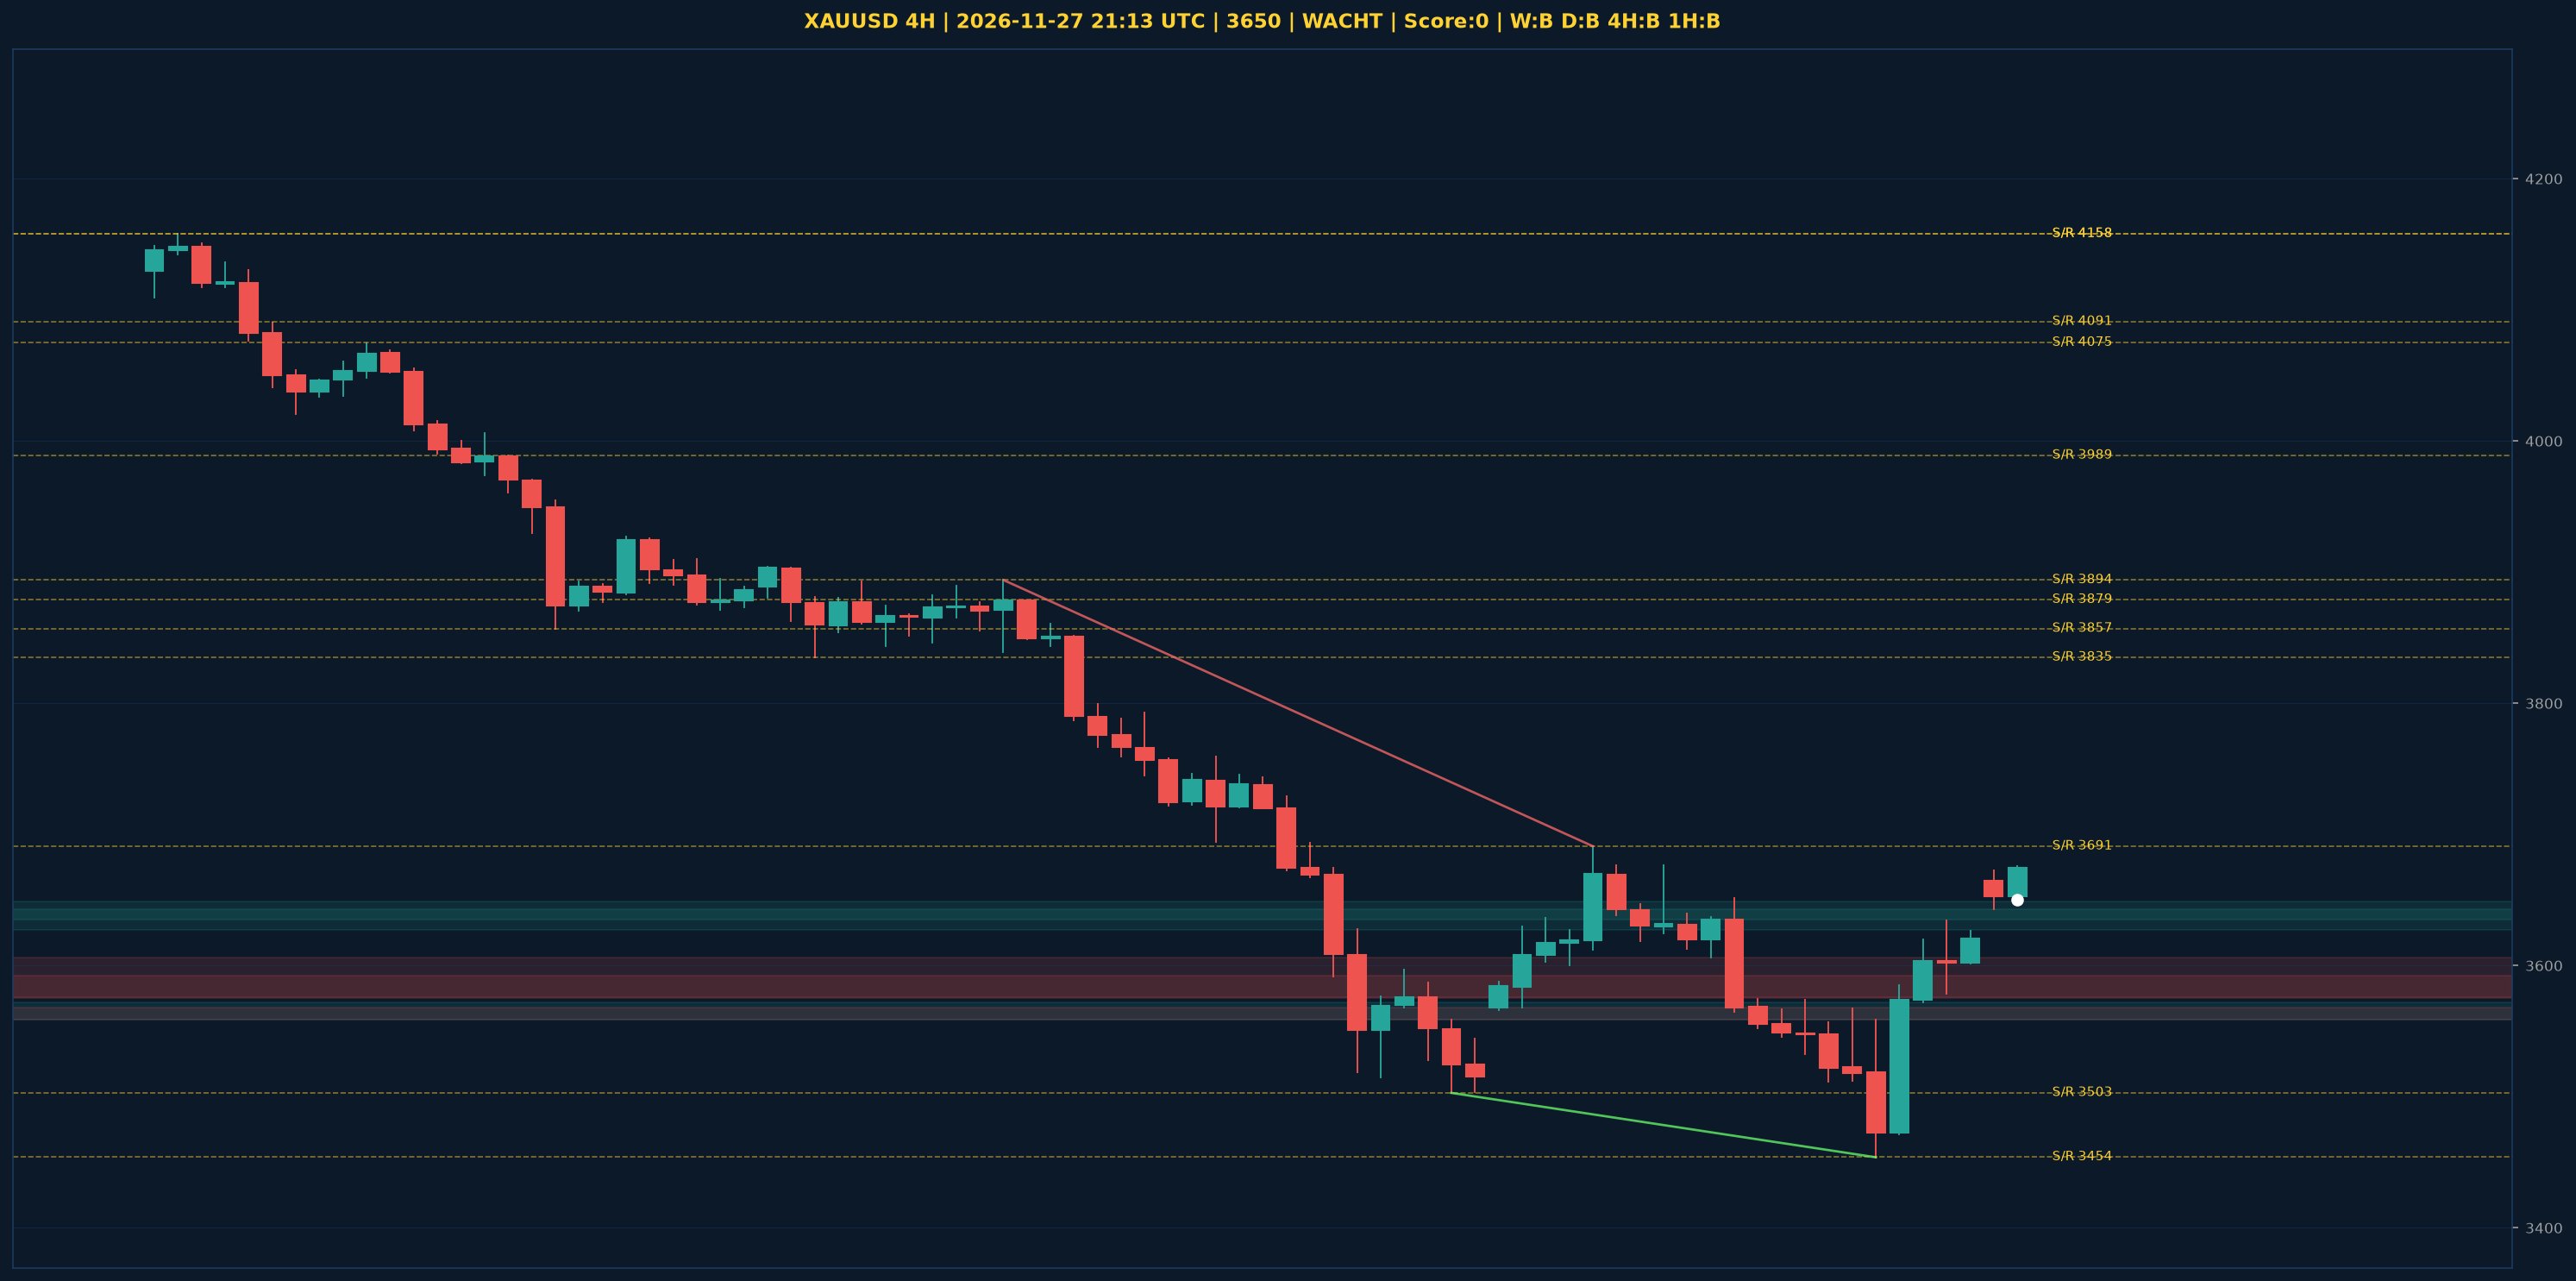 XAUUSD 4H | 2026-11-27 21:13 UTC | 3650 | WACHT | Score:0 | W:B D:B 4H:B 1H:B
4200
S/R 4158
S/R 4091
S/R 4075
4000
S/R 3989
S/R 3894
S/R 3879
S/R 3857
S/R 3835
3800
S/R 3691
3600
S/R 3503
S/R 3454
3400